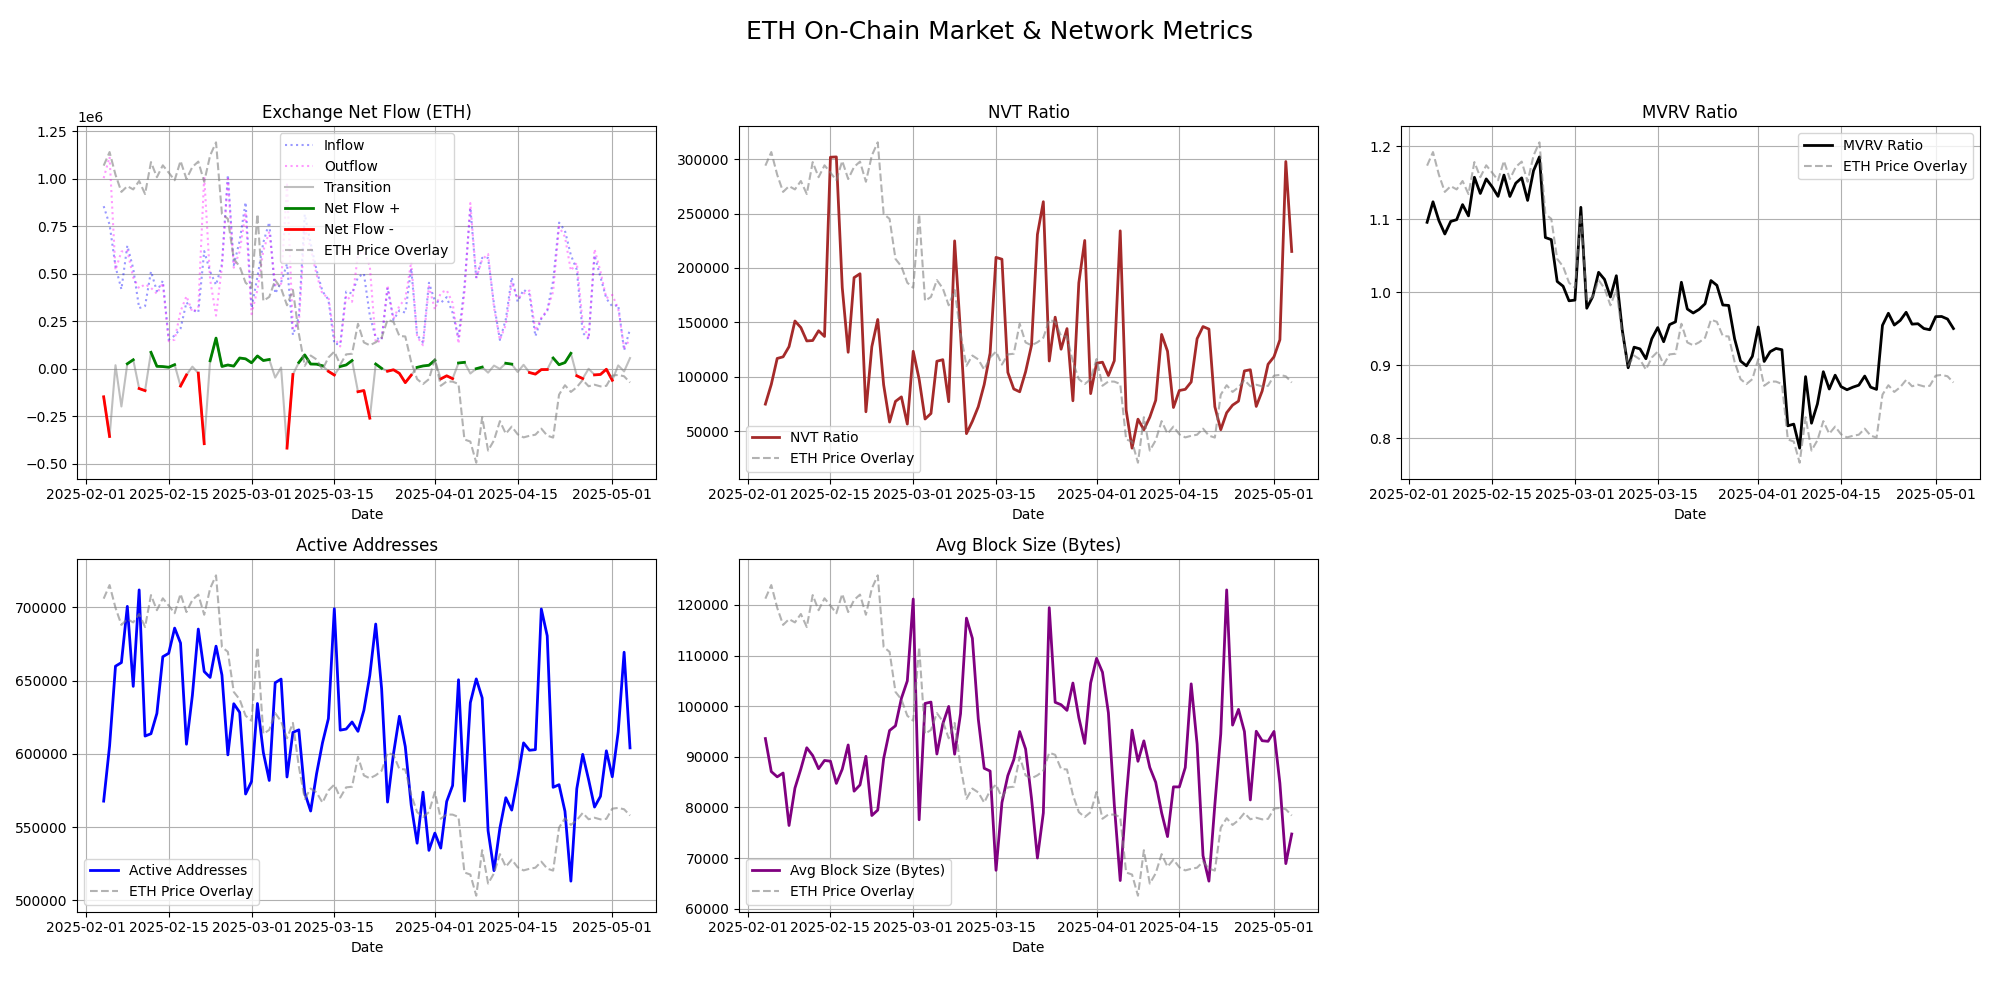 ETH On-Chain Market & Network Metrics
Exchange Net Flow (ETH)
1e6
1.25
1.00
0.75
0.50
0.25
0.00
−0.25
−0.50
Inflow
Outflow
Transition
Net Flow +
Net Flow -
ETH Price Overlay
2025-02-01 2025-02-15 2025-03-01 2025-03-15 2025-04-01 2025-04-15 2025-05-01
Date
NVT Ratio
300000
250000
200000
150000
100000
50000
NVT Ratio
ETH Price Overlay
2025-02-01 2025-02-15 2025-03-01 2025-03-15 2025-04-01 2025-04-15 2025-05-01
Date
MVRV Ratio
1.2
1.1
1.0
0.9
0.8
MVRV Ratio
ETH Price Overlay
2025-02-01 2025-02-15 2025-03-01 2025-03-15 2025-04-01 2025-04-15 2025-05-01
Date
Active Addresses
700000
650000
600000
550000
500000
Active Addresses
ETH Price Overlay
2025-02-01 2025-02-15 2025-03-01 2025-03-15 2025-04-01 2025-04-15 2025-05-01
Date
Avg Block Size (Bytes)
120000
110000
100000
90000
80000
70000
60000
Avg Block Size (Bytes)
ETH Price Overlay
2025-02-01 2025-02-15 2025-03-01 2025-03-15 2025-04-01 2025-04-15 2025-05-01
Date